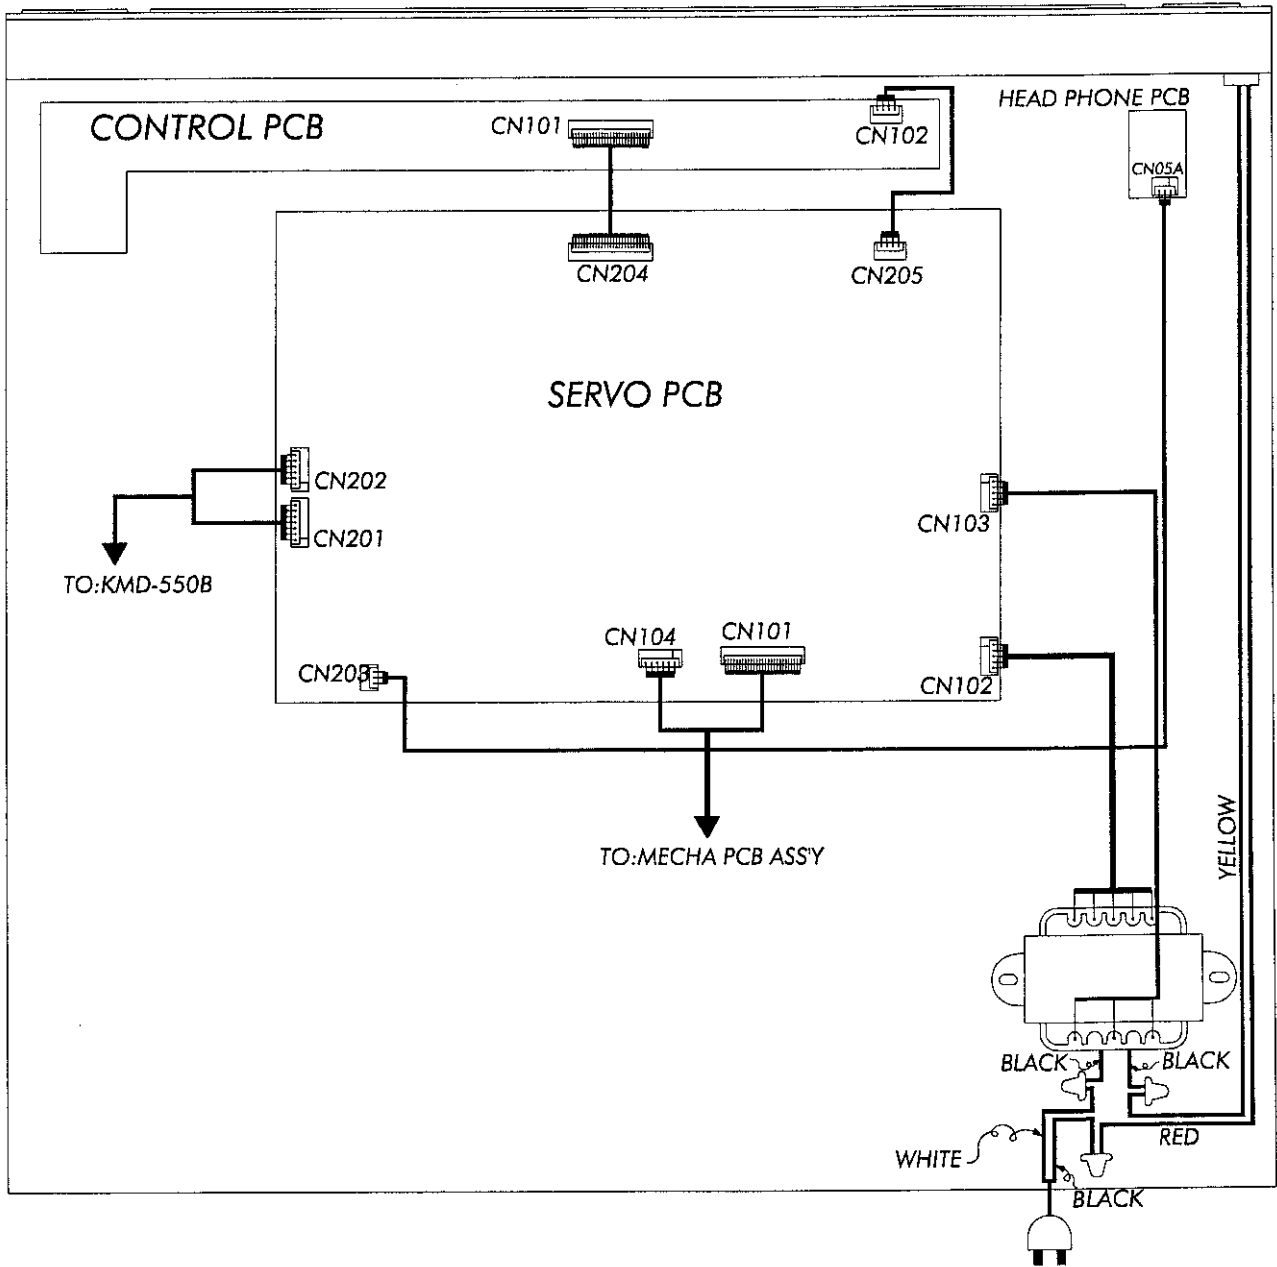 HEAD PHONE PCB
CONTROL PCB
CN101
CN102
CN05A
CN204
CN205
SERVO PCB
CN202
CN103
CN201
TO:KMD-550B
CN104
CN101
CN203
CN102
YELLOW
TO:MECHA PCB ASS'Y
BLACK
BLACK
RED
WHITE
BLACK